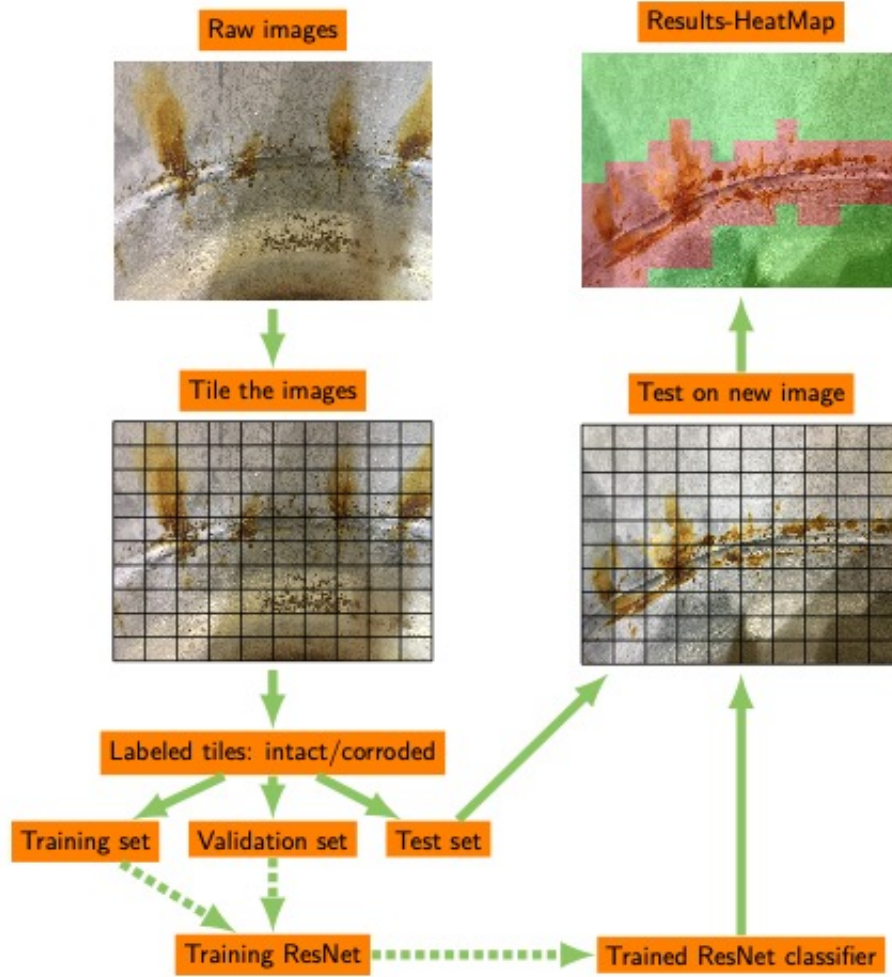 Raw images
Results-HeatMap
Tile the images
Test on new image
Labeled tiles: intact/corroded
Training set
Validation set
Test set
Training ResNet
Trained ResNet classifier